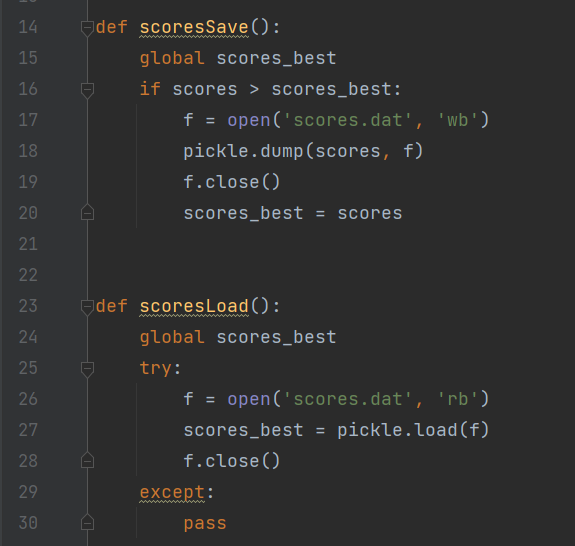 14 def scoresSave():
15     global scores_best
16     if scores > scores_best:
17         f = open('scores.dat', 'wb')
18         pickle.dump(scores, f)
19         f.close()
20         scores_best = scores
21
22
23 def scoresLoad():
24     global scores_best
25     try:
26         f = open('scores.dat', 'rb')
27         scores_best = pickle.load(f)
28         f.close()
29     except:
30         pass